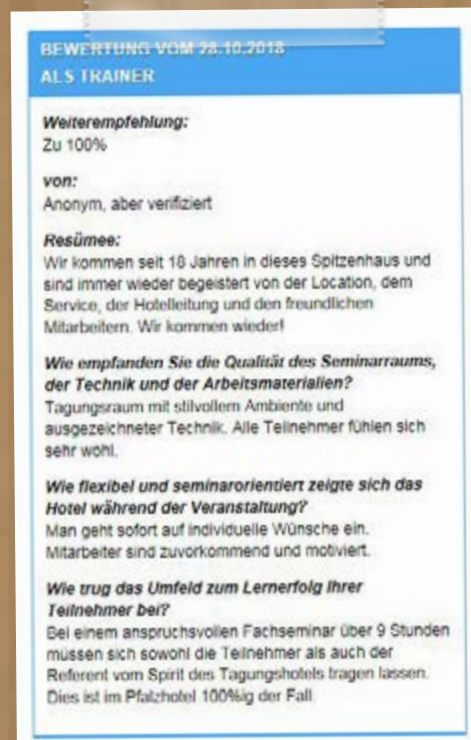 BEWERTUNG VOM 28.10.2018
ALS TRAINER
Weiterempfehlung:
Zu 100%
von:
Anonym, aber verifiziert
Resümee:
Wir kommen seit 18 Jahren in dieses Spitzenhaus und
sind immer wieder begeistert von der Location, dem
Service, der Hotelleitung und den freundlichen
Mitarbeitern. Wir kommen wieder!
Wie empfanden Sie die Qualität des Seminarraums,
der Technik und der Arbeitsmaterialien?
Tagungsraum mit stilvollem Ambiente und
ausgezeichneter Technik. Alle Teilnehmer fühlen sich
sehr wohl.
Wie flexibel und seminarorientiert zeigte sich das
Hotel während der Veranstaltung?
Man geht sofort auf individuelle Wünsche ein.
Mitarbeiter sind zuvorkommend und motiviert.
Wie trug das Umfeld zum Lernerfolg Ihrer
Teilnehmer bei?
Bei einem anspruchsvollen Fachseminar über 9 Stunden
müssen sich sowohl die Teilnehmer als auch der
Referent vom Spirit des Tagungshotels tragen lassen.
Dies ist im Pfalzhotel 100%ig der Fall.